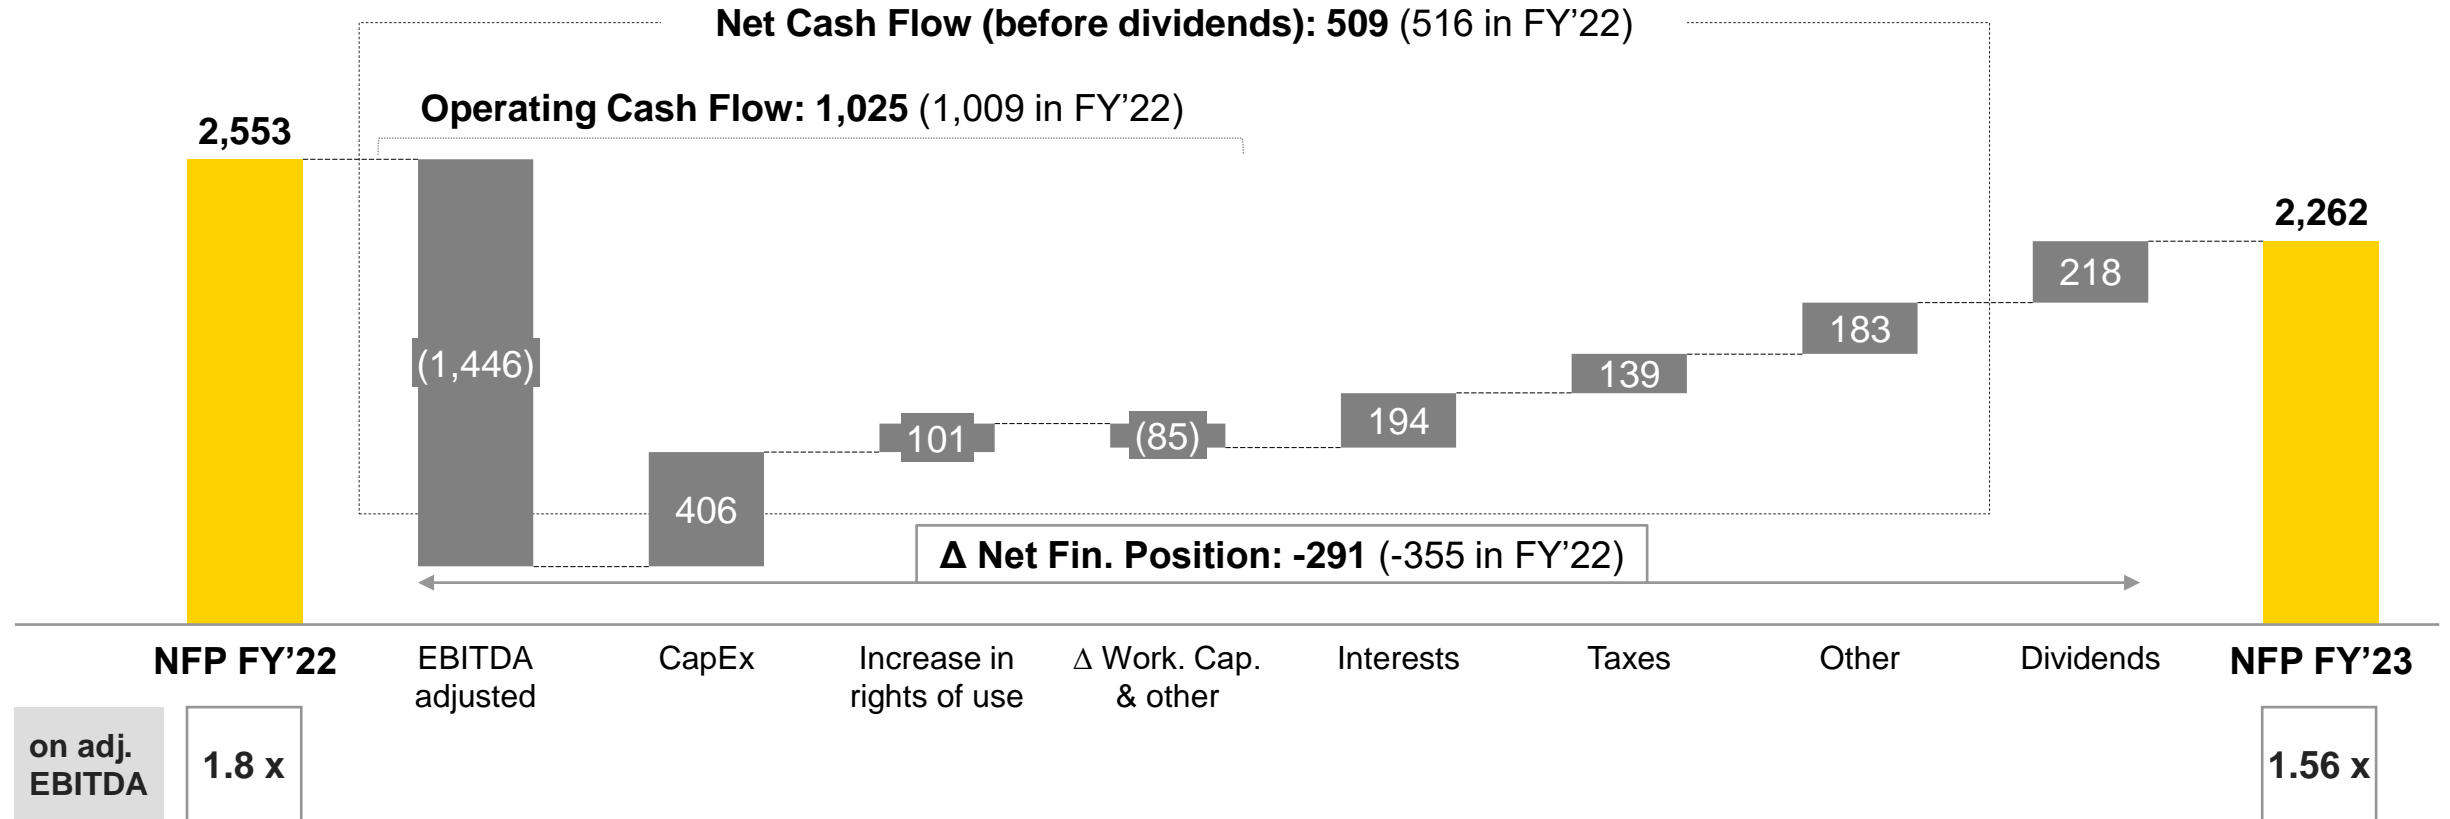 Net Cash Flow (before dividends): 509 (516 in FY’22)
Operating Cash Flow: 1,025 (1,009 in FY’22)
2,553
2,262
(1,446)
406
101
(85)
194
139
183
218
Δ Net Fin. Position: -291 (-355 in FY’22)
NFP FY’22
EBITDA
adjusted
CapEx
Increase in
rights of use
Δ Work. Cap.
& other
Interests
Taxes
Other
Dividends
NFP FY’23
on adj.
EBITDA
1.8 x
1.56 x